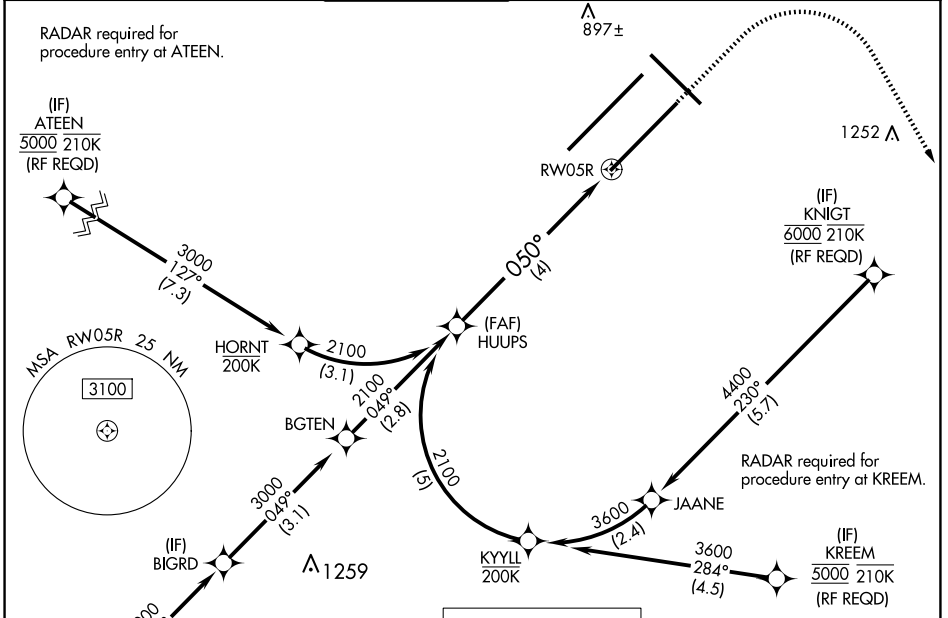 RADAR required for
procedure entry at ATEEN.
897±
(IF)
ATEEN
5000 210K
(RF REQD)
1252
RW05R
(IF)
KNIGT
6000 210K
(RF REQD)
3000
127°
(7.3)
050°
(4)
HORNT
200K
2100
(3.1)
(FAF)
HUUPS
MSA RW05R 25 NM
3100
2100
049°
(2.8)
BGTEN
4400
230°
(5.7)
2100
(5)
RADAR required for
procedure entry at KREEM.
3000
049°
(3.1)
JAANE
3600
(2.4)
(IF)
BIGRD
1259
KYYLL
200K
3600
284°
(4.5)
(IF)
KREEM
5000 210K
(RF REQD)